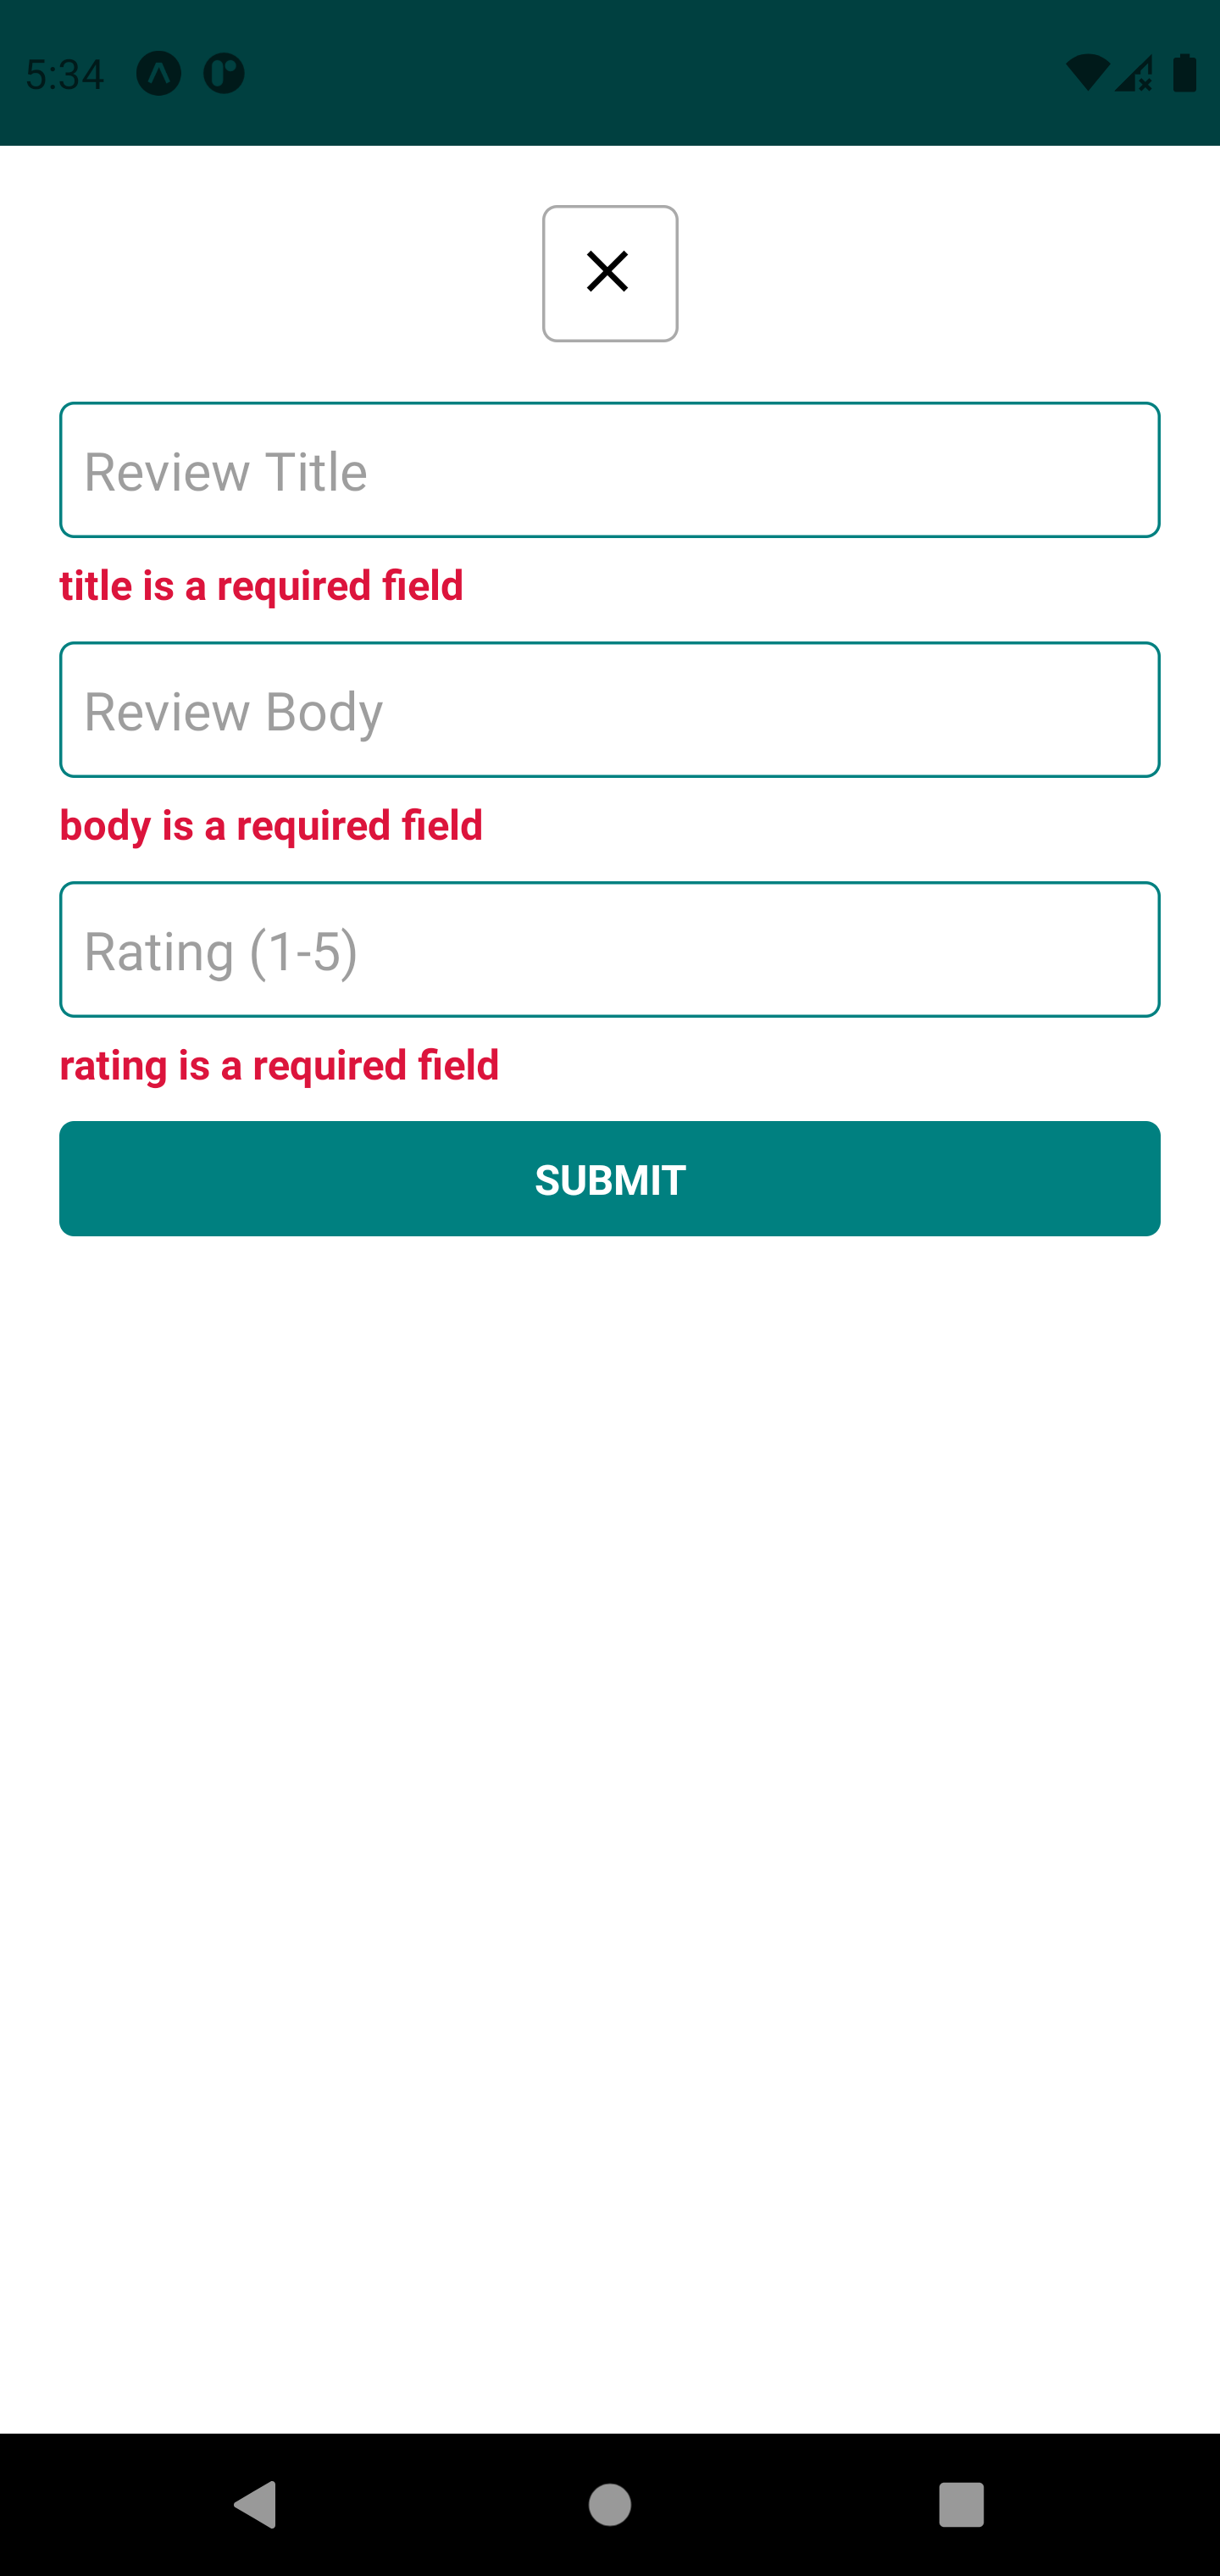 5:34
Review Title
title is a required field
Review Body
body is a required field
Rating (1-5)
rating is a required field
SUBMIT